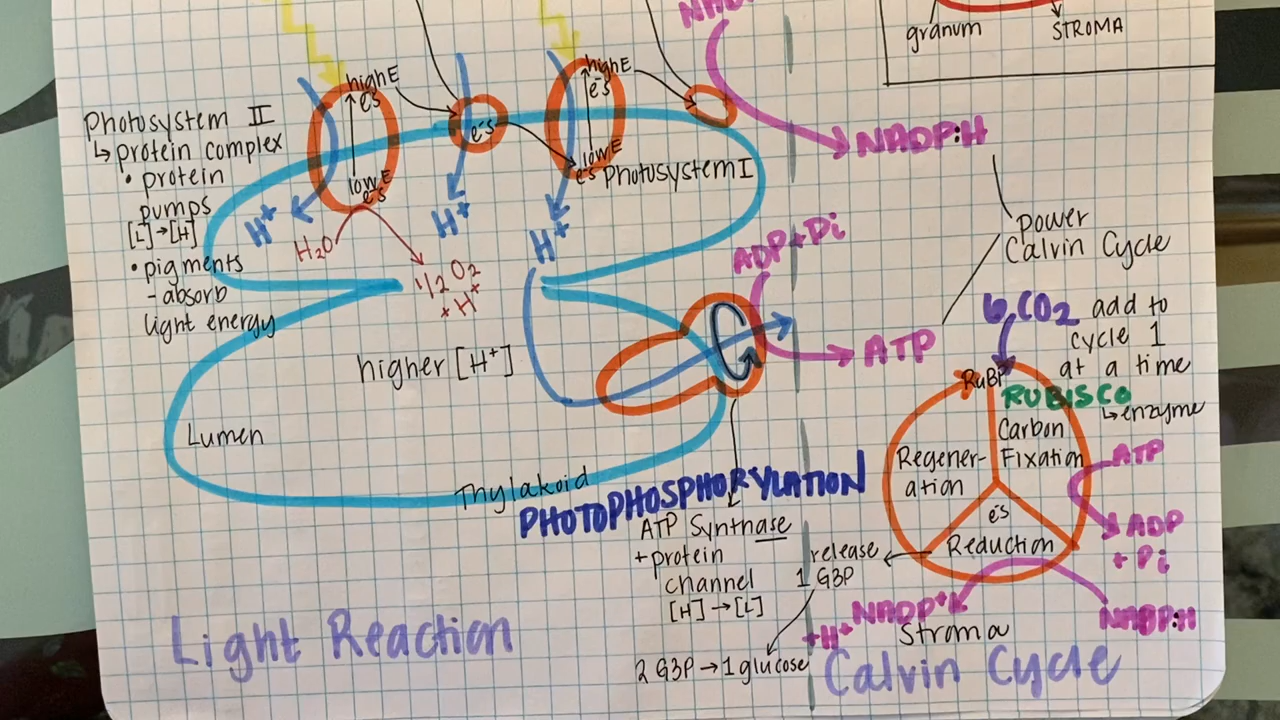 granum
STROMA
Photosystem II
↳ protein complex
• protein
pumps
[L]→[H]
• pigments
- absorb
light energy
highE
e⁻s
lowE
e⁻s
H⁺
H₂O
1/2 O₂
+ H⁺
e⁻s
H⁺
highE
e⁻s
lowE
e⁻s
Photosystem I
H⁺
NADP:H
power
Calvin Cycle
ADP + Pi
ATP
higher [H⁺]
Lumen
Thylakoid
PHOTOPHOSPHORYLATION
ATP Synthase
+ protein
channel
[H]→[L]
6 CO₂ add to
cycle 1
at a time
RuBP
RUBISCO
↳ enzyme
Carbon
Fixation
Regener-
ation
e⁻s
Reduction
ATP
ADP
+ Pi
NADP:H
NADP⁺
+H⁺
Stroma
release
1 G3P
2 G3P → 1 glucose
Light Reaction
Calvin Cycle